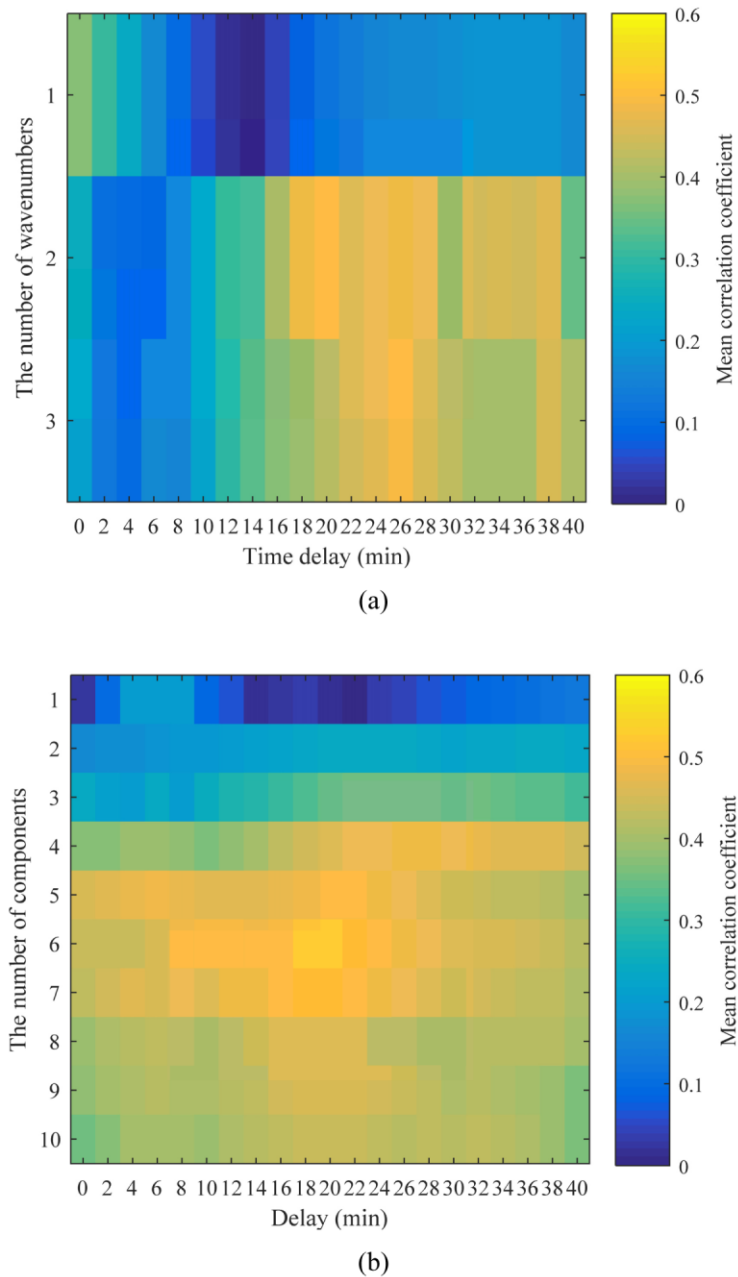 0.6
0.5
0.4
0.3
0.2
0.1
0
Mean correlation coefficient
The number of wavenumbers
1
2
3
0 2 4 6 8 10 12 14 16 18 20 22 24 26 28 30 32 34 36 38 40
Time delay (min)
(a)
0.6
0.5
0.4
0.3
0.2
0.1
0
Mean correlation coefficient
The number of components
1
2
3
4
5
6
7
8
9
10
0 2 4 6 8 10 12 14 16 18 20 22 24 26 28 30 32 34 36 38 40
Delay (min)
(b)